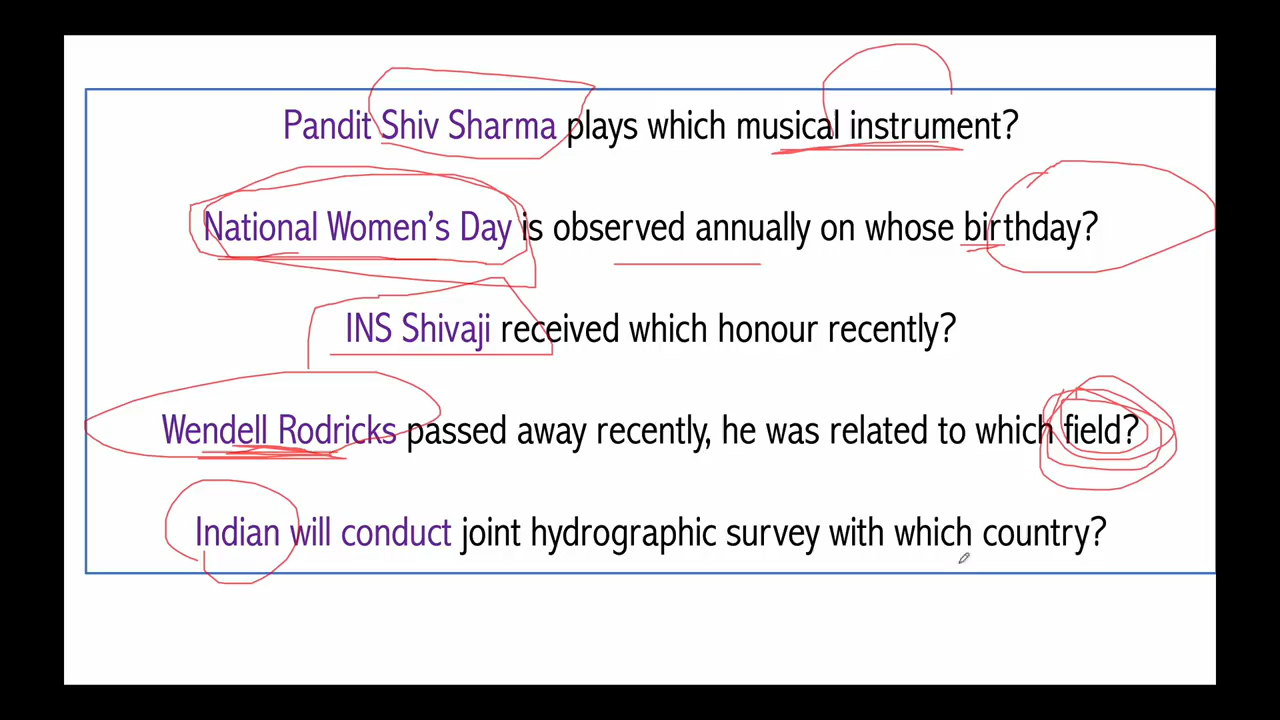 Pandit Shiv Sharma plays which musical instrument?
National Women’s Day is observed annually on whose birthday?
INS Shivaji received which honour recently?
Wendell Rodricks passed away recently, he was related to which field?
Indian will conduct joint hydrographic survey with which country?